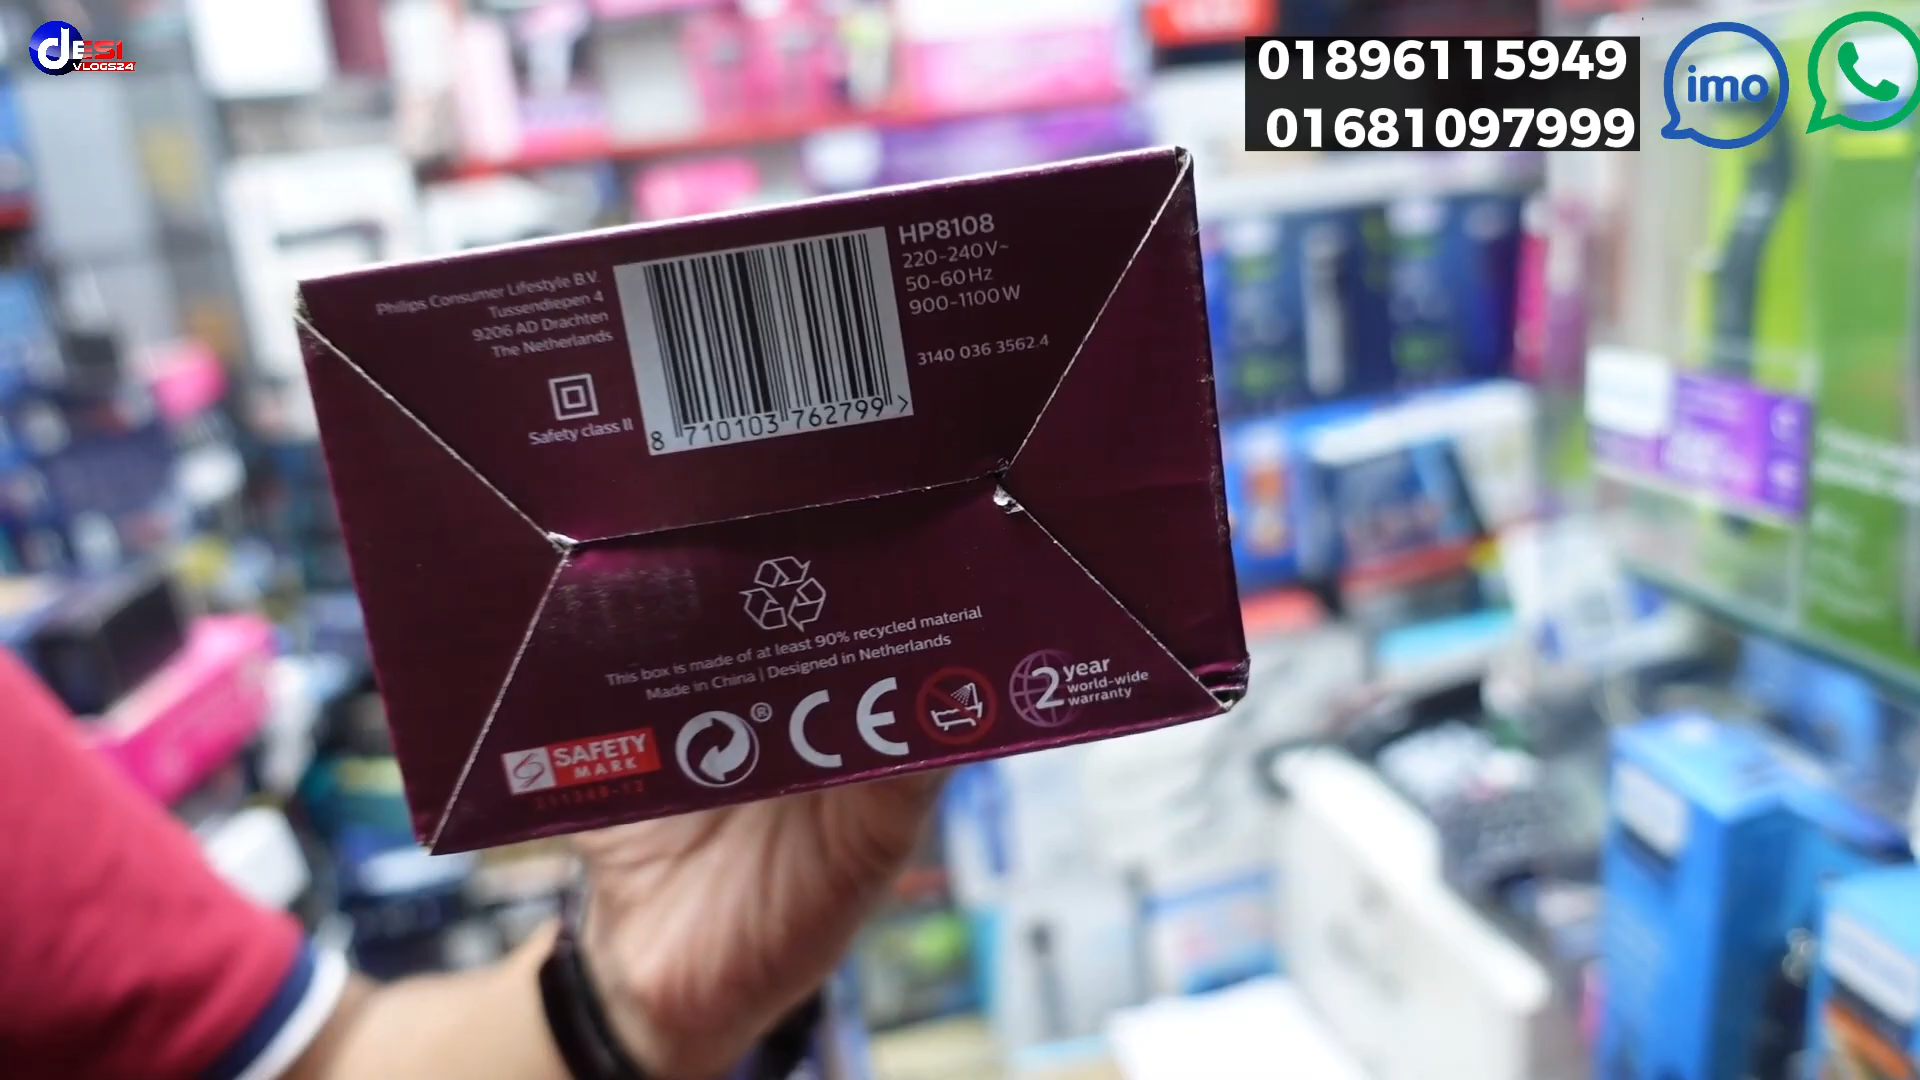 dESI
VLOGS24
01896115949
01681097999
imo
Philips Consumer Lifestyle B.V.
Tussendiepen 4
9206 AD Drachten
The Netherlands
Safety class II
8 710103 762799 >
HP8108
220-240V~
50-60Hz
900-1100W
3140 036 3562.4
This box is made of at least 90% recycled material
Made in China | Designed in Netherlands
SAFETY
MARK
®
CE
2 year
world-wide
warranty